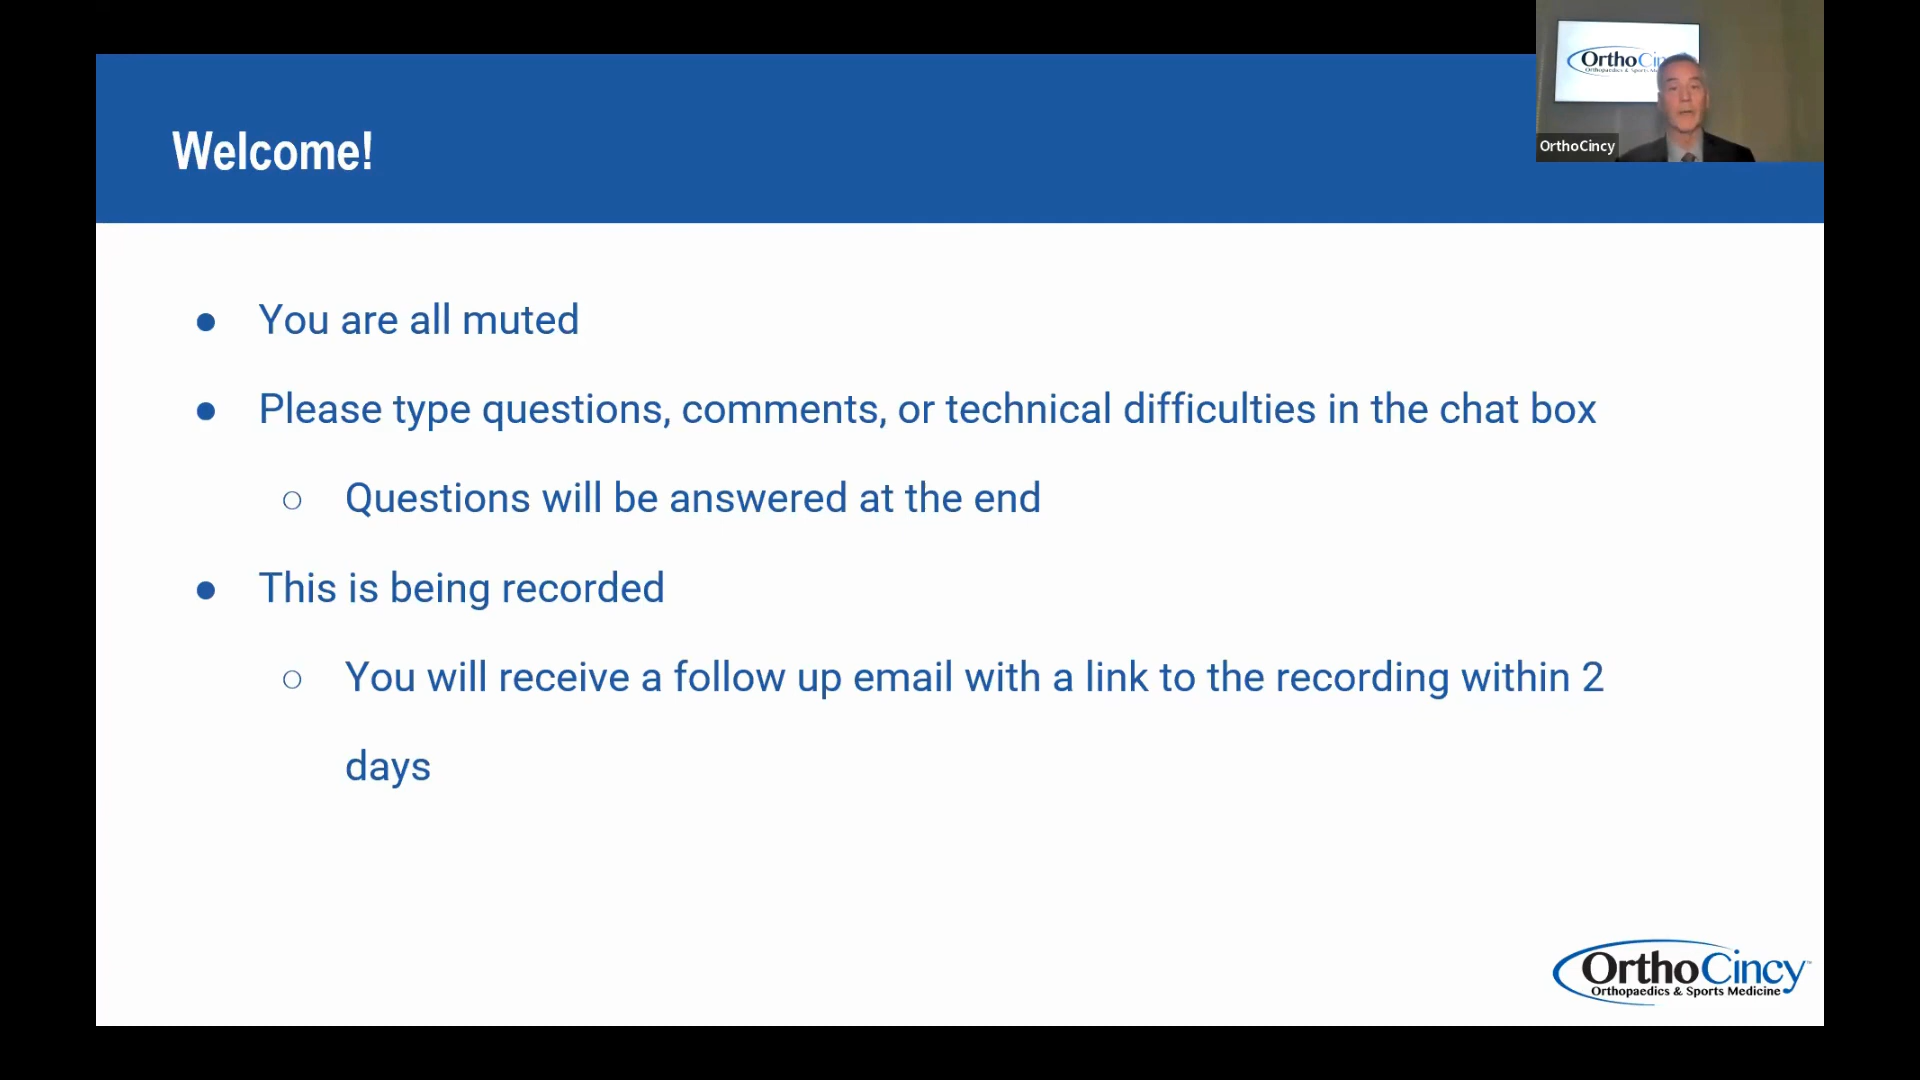 OrthoCin
OrthoCincy
Welcome!
● You are all muted
● Please type questions, comments, or technical difficulties in the chat box
○ Questions will be answered at the end
● This is being recorded
○ You will receive a follow up email with a link to the recording within 2
days
OrthoCincy™
Orthopaedics & Sports Medicine